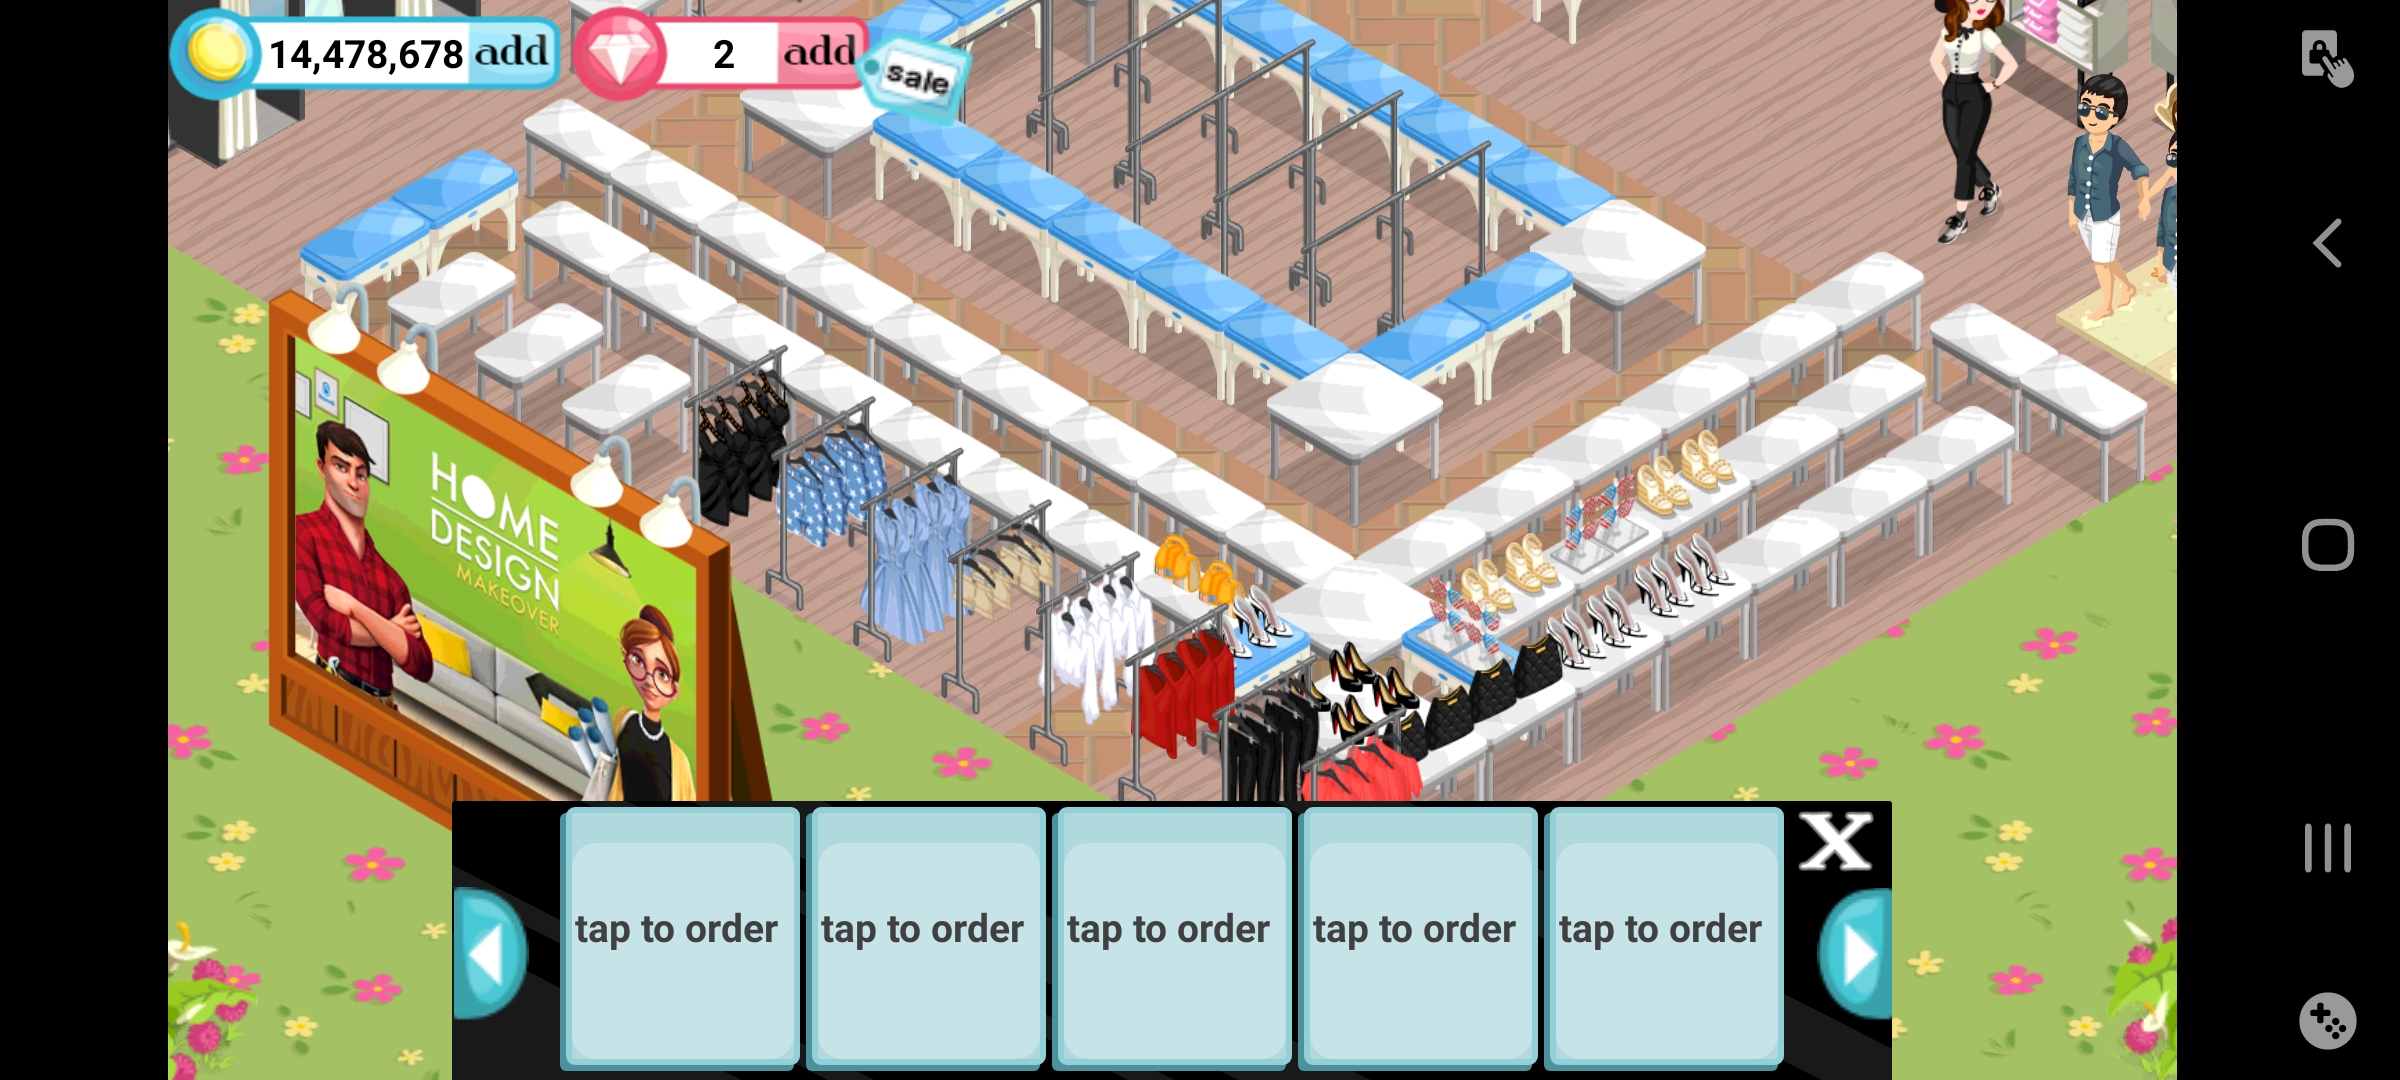 14,478,678 add
2 add
sale
HOME
DESIGN
MAKEOVER
X
tap to order
tap to order
tap to order
tap to order
tap to order